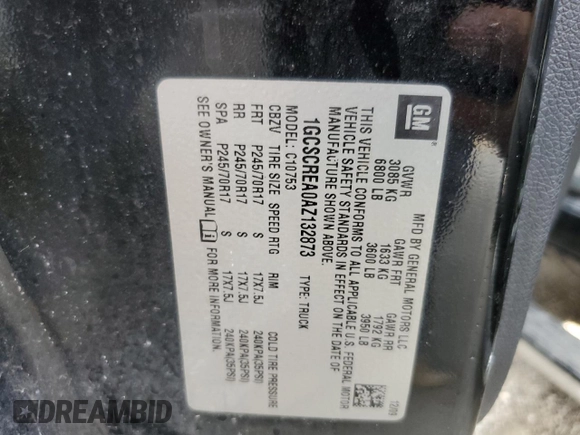 GM
MFD BY GENERAL MOTORS LLC 12/09
GVWR GAWR FRT GAWR RR
3085 KG 1633 KG 1792 KG
6800 LB 3600 LB 3950 LB
THIS VEHICLE CONFORMS TO ALL APPLICABLE U.S. FEDERAL MOTOR
VEHICLE SAFETY STANDARDS IN EFFECT ON THE DATE OF
MANUFACTURE SHOWN ABOVE.
1GCSCREA0AZ132873 TYPE: TRUCK
MODEL: C10753
CBZV TIRE SIZE SPEED RTG RIM COLD TIRE PRESSURE
FRT P245/70R17 S 17X7.5J 240KPA(35PSI)
RR P245/70R17 S 17X7.5J 240KPA(35PSI)
SPA P245/70R17 S 17X7.5J 240KPA(35PSI)
SEE OWNER'S MANUAL FOR MORE INFORMATION.
DREAMBID